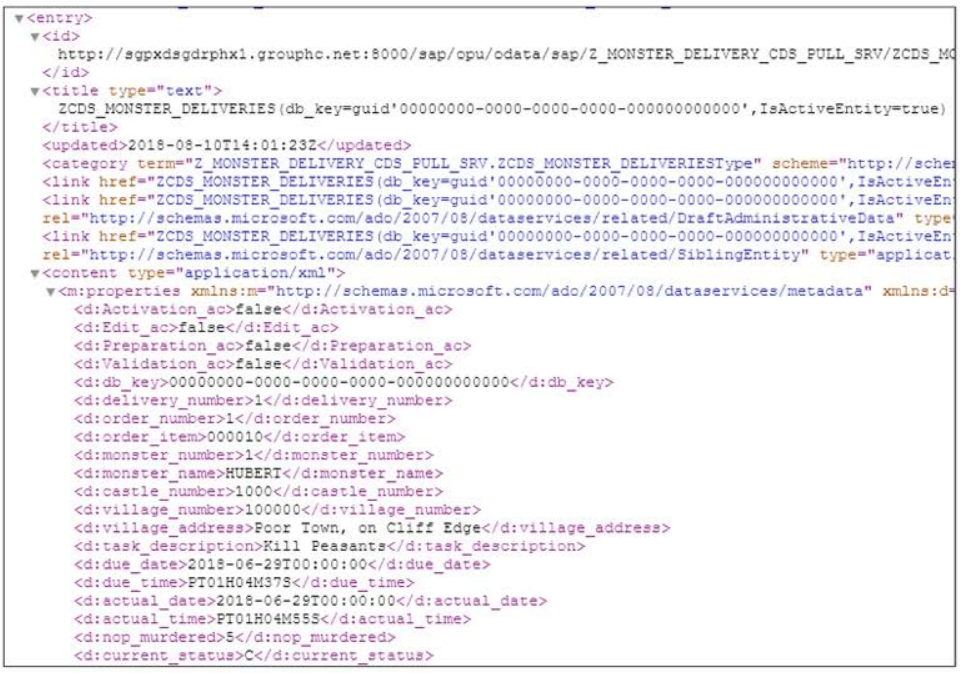 ▼<entry>
▼<id>
http://sgpxdsgdrphx1.grouphc.net:8000/sap/opu/odata/sap/Z_MONSTER_DELIVERY_CDS_PULL_SRV/ZCDS_MO
</id>
▼<title type="text">
ZCDS_MONSTER_DELIVERIES(db_key=guid'00000000-0000-0000-0000-000000000000',IsActiveEntity=true)
</title>
<updated>2018-08-10T14:01:23Z</updated>
<category term="Z_MONSTER_DELIVERY_CDS_PULL_SRV.ZCDS_MONSTER_DELIVERIESType" scheme="http://schem
<link href="ZCDS_MONSTER_DELIVERIES(db_key=guid'00000000-0000-0000-0000-000000000000',IsActiveEn
<link href="ZCDS_MONSTER_DELIVERIES(db_key=guid'00000000-0000-0000-0000-000000000000',IsActiveEn
rel="http://schemas.microsoft.com/ado/2007/08/dataservices/related/DraftAdministrativeData" type
<link href="ZCDS_MONSTER_DELIVERIES(db_key=guid'00000000-0000-0000-0000-000000000000',IsActiveEn
rel="http://schemas.microsoft.com/ado/2007/08/dataservices/related/SiblingEntity" type="applicat
▼<content type="application/xml">
▼<m:properties xmlns:m="http://schemas.microsoft.com/ado/2007/08/dataservices/metadata" xmlns:d=
<d:Activation_ac>false</d:Activation_ac>
<d:Edit_ac>false</d:Edit_ac>
<d:Preparation_ac>false</d:Preparation_ac>
<d:Validation_ac>false</d:Validation_ac>
<d:db_key>00000000-0000-0000-0000-000000000000</d:db_key>
<d:delivery_number>1</d:delivery_number>
<d:order_number>1</d:order_number>
<d:order_item>000010</d:order_item>
<d:monster_number>1</d:monster_number>
<d:monster_name>HUBERT</d:monster_name>
<d:castle_number>1000</d:castle_number>
<d:village_number>100000</d:village_number>
<d:village_address>Poor Town, on Cliff Edge</d:village_address>
<d:task_description>Kill Peasants</d:task_description>
<d:due_date>2018-06-29T00:00:00</d:due_date>
<d:due_time>PT01H04M37S</d:due_time>
<d:actual_date>2018-06-29T00:00:00</d:actual_date>
<d:actual_time>PT01H04M55S</d:actual_time>
<d:nop_murdered>5</d:nop_murdered>
<d:current_status>C</d:current_status>